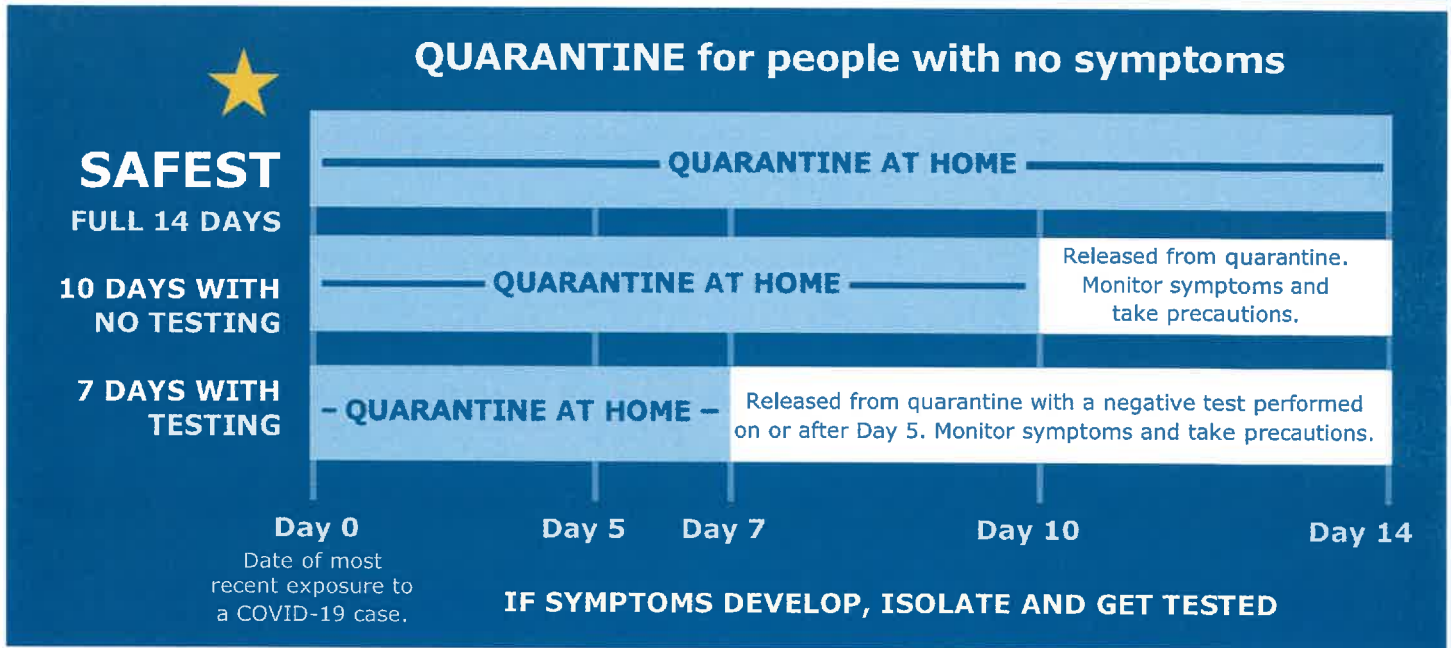 QUARANTINE for people with no symptoms
SAFEST
FULL 14 DAYS
QUARANTINE AT HOME
10 DAYS WITH
NO TESTING
QUARANTINE AT HOME
Released from quarantine.
Monitor symptoms and
take precautions.
7 DAYS WITH
TESTING
– QUARANTINE AT HOME –
Released from quarantine with a negative test performed
on or after Day 5. Monitor symptoms and take precautions.
Day 0
Day 5
Day 7
Day 10
Day 14
Date of most
recent exposure to
a COVID-19 case.
IF SYMPTOMS DEVELOP, ISOLATE AND GET TESTED